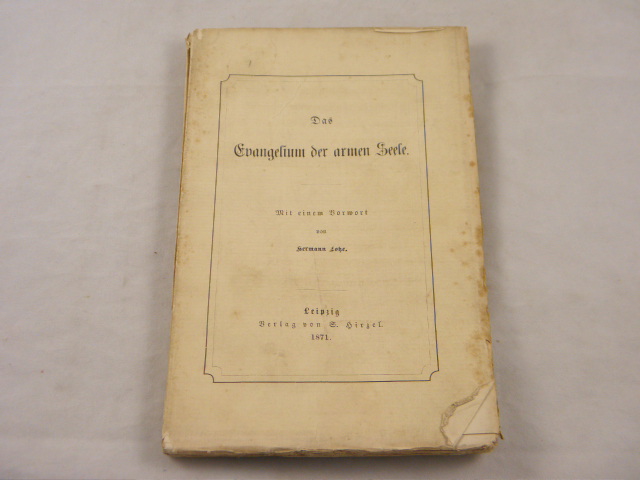 Das
Evangelium der armen Seele.
Mit einem Vorwort
von
Hermann Lotze.
Leipzig
Verlag von S. Hirzel.
1871.